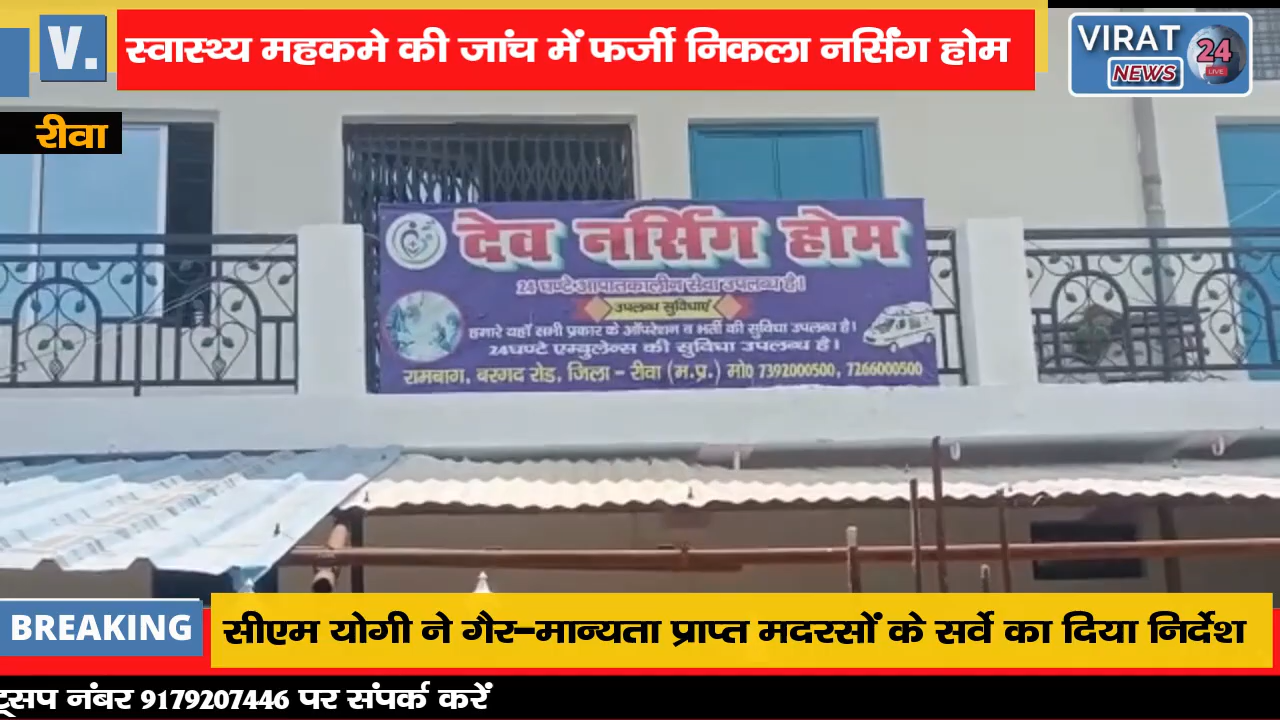 V.
स्वास्थ्य महकमे की जांच में फर्जी निकला नर्सिंग होम
VIRAT
24
LIVE
NEWS
रीवा
देव नर्सिंग होम
24 घण्टे आपातकालीन सेवा उपलब्ध है।
उपलब्ध सुविधाएं
हमारे यहाँ सभी प्रकार के ऑपरेशन व भर्ती की सुविधा उपलब्ध है।
24घण्टे एम्बुलेन्स की सुविधा उपलब्ध है।
रामबाग, बरगद रोड, जिला - रीवा (म.प्र.) मो0 7392000500, 7266000500
BREAKING
सीएम योगी ने गैर-मान्यता प्राप्त मदरसों के सर्वे का दिया निर्देश
ट्सप नंबर 9179207446 पर संपर्क करें